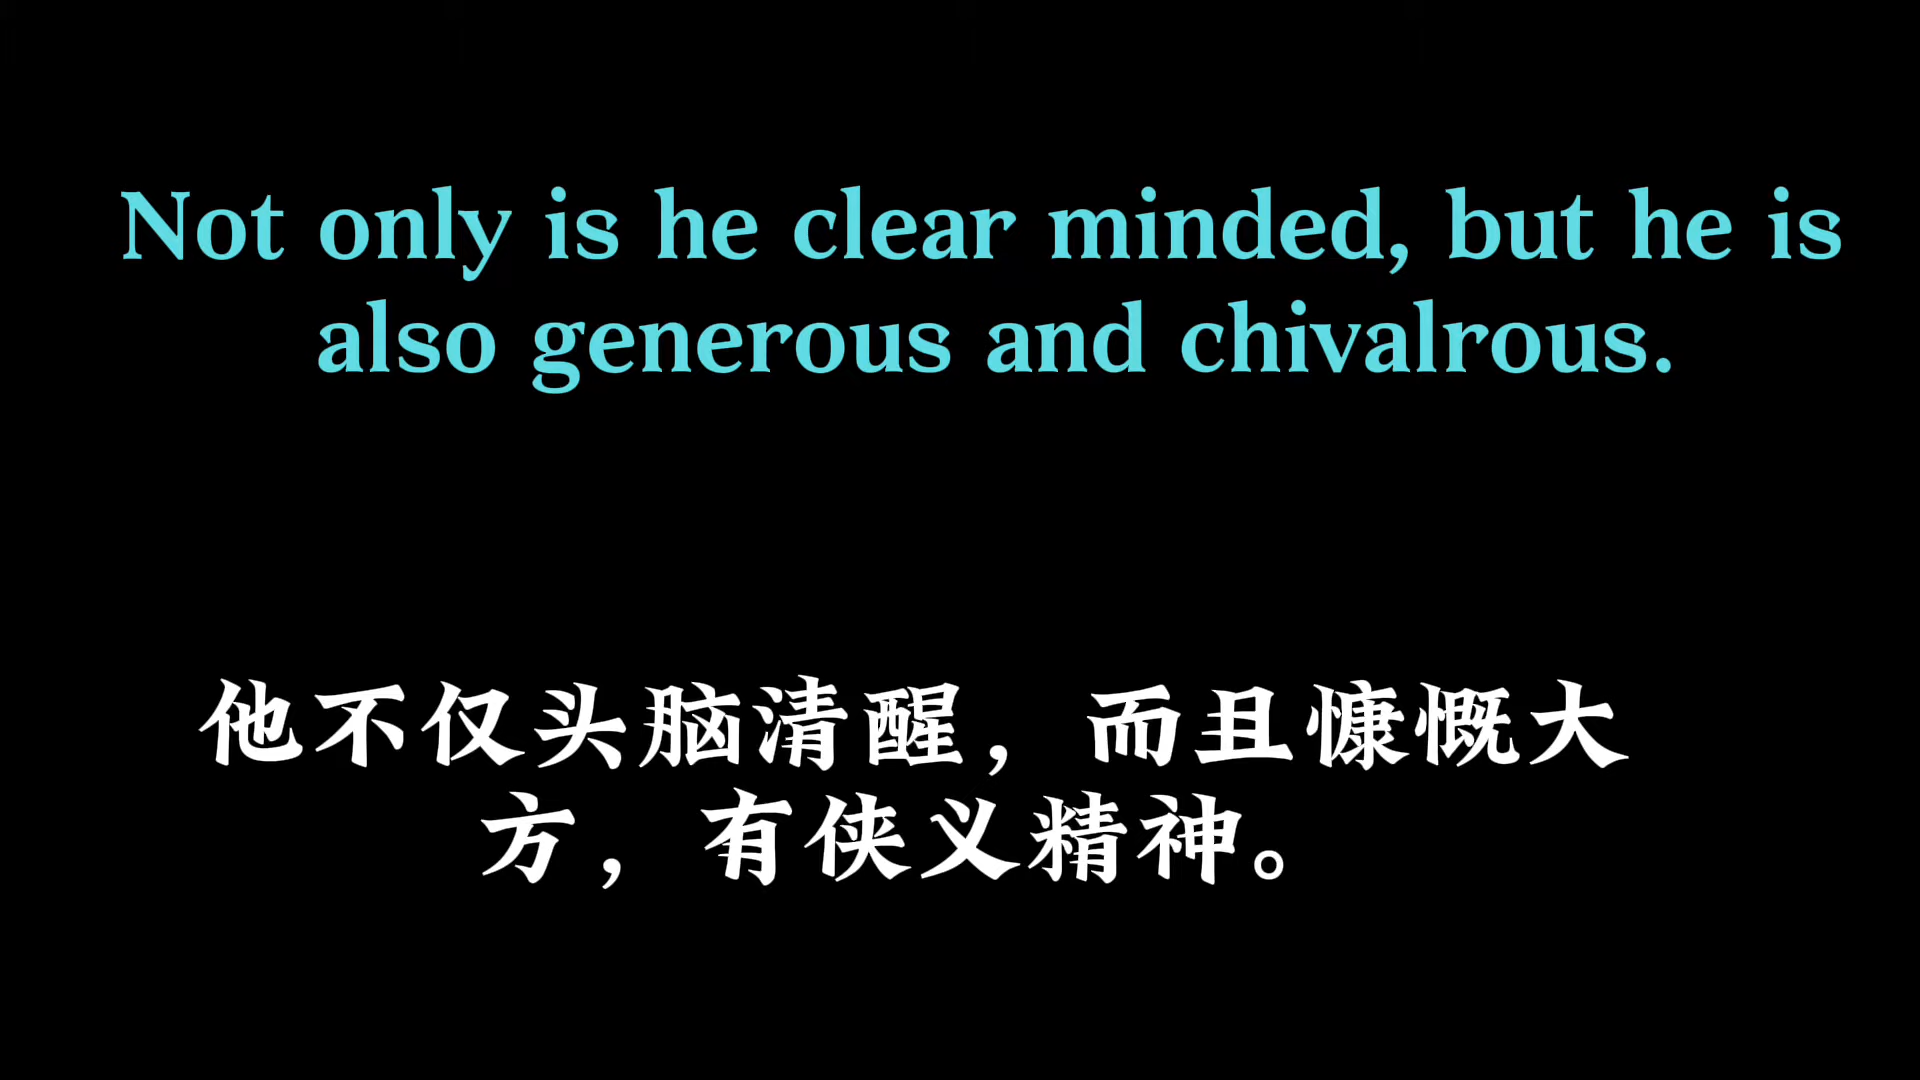 Not only is he clear minded, but he is
also generous and chivalrous.
他不仅头脑清醒，而且慷慨大
方，有侠义精神。